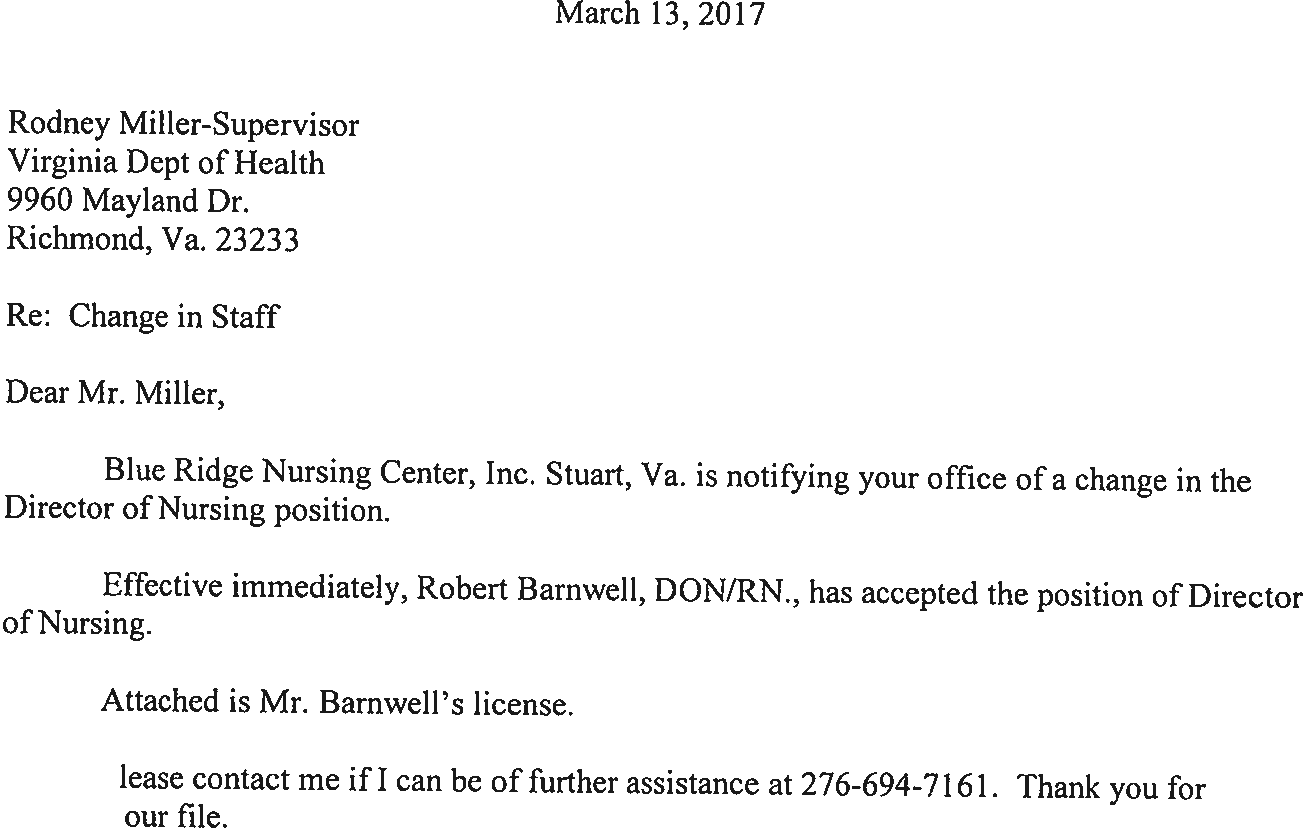 March 13, 2017
Rodney Miller-Supervisor
Virginia Dept of Health
9960 Mayland Dr.
Richmond, Va. 23233
Re: Change in Staff
Dear Mr. Miller,
Blue Ridge Nursing Center, Inc. Stuart, Va. is notifying your office of a change in the
Director of Nursing position.
Effective immediately, Robert Barnwell, DON/RN., has accepted the position of Director
of Nursing.
Attached is Mr. Barnwell's license.
lease contact me if I can be of further assistance at 276-694-7161. Thank you for
our file.